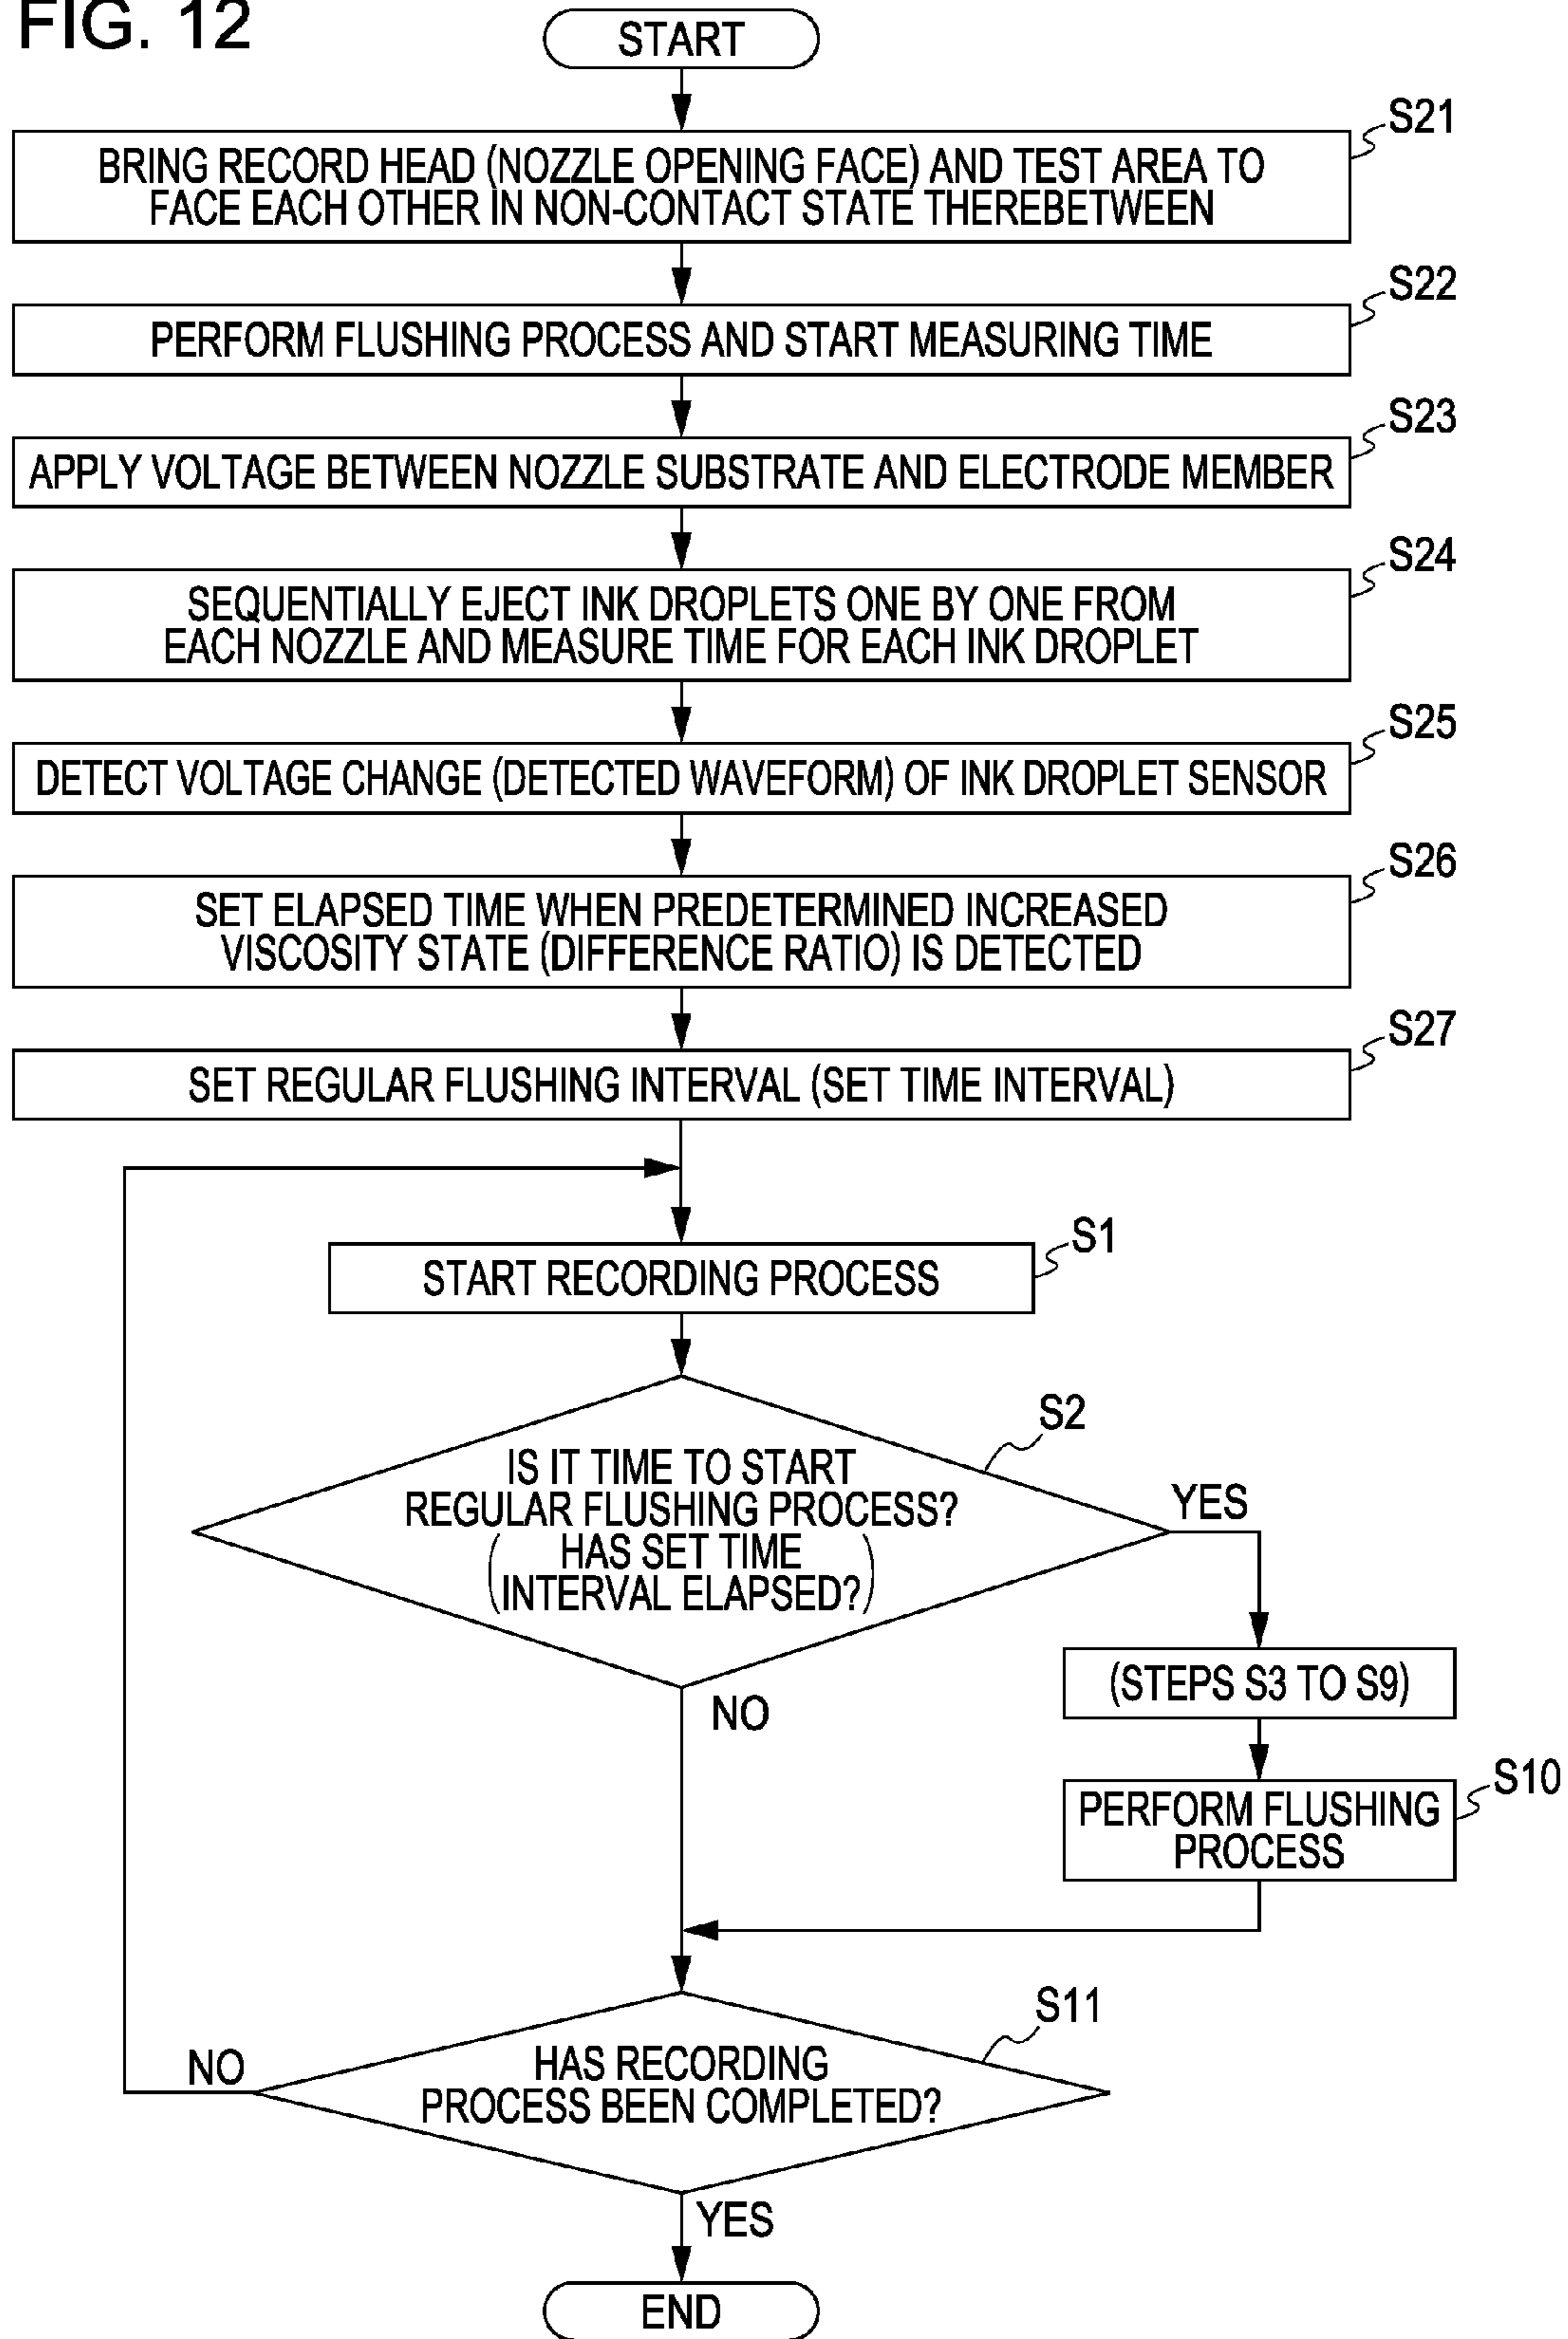 FIG. 12
START
S21
BRING RECORD HEAD (NOZZLE OPENING FACE) AND TEST AREA TO
FACE EACH OTHER IN NON-CONTACT STATE THEREBETWEEN
S22
PERFORM FLUSHING PROCESS AND START MEASURING TIME
S23
APPLY VOLTAGE BETWEEN NOZZLE SUBSTRATE AND ELECTRODE MEMBER
S24
SEQUENTIALLY EJECT INK DROPLETS ONE BY ONE FROM
EACH NOZZLE AND MEASURE TIME FOR EACH INK DROPLET
S25
DETECT VOLTAGE CHANGE (DETECTED WAVEFORM) OF INK DROPLET SENSOR
S26
SET ELAPSED TIME WHEN PREDETERMINED INCREASED
VISCOSITY STATE (DIFFERENCE RATIO) IS DETECTED
S27
SET REGULAR FLUSHING INTERVAL (SET TIME INTERVAL)
S1
START RECORDING PROCESS
S2
IS IT TIME TO START
REGULAR FLUSHING PROCESS?
(HAS SET TIME
INTERVAL ELAPSED?)
YES
NO
(STEPS S3 TO S9)
S10
PERFORM FLUSHING
PROCESS
S11
HAS RECORDING
PROCESS BEEN COMPLETED?
NO
YES
END